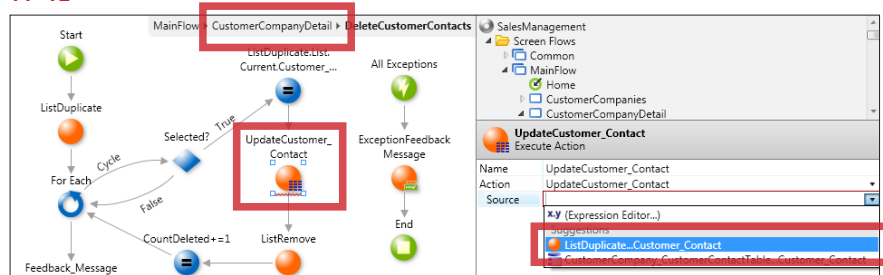 MainFlow ▸ CustomerCompanyDetail ▸ DeleteCustomerContacts
Start
ListDuplicate.List.
Current.Customer_...
All Exceptions
ListDuplicate
Selected?
True
UpdateCustomer_
Contact
ExceptionFeedback
Message
Cycle
For Each
False
End
CountDeleted+=1
ListRemove
Feedback_Message
SalesManagement
Screen Flows
Common
MainFlow
Home
CustomerCompanies
CustomerCompanyDetail
UpdateCustomer_Contact
Execute Action
Name UpdateCustomer_Contact
Action UpdateCustomer_Contact
Source
x.y (Expression Editor...)
Suggestions
ListDuplicate...Customer_Contact
CustomerCompany_CustomerContactTable...Customer_Contact